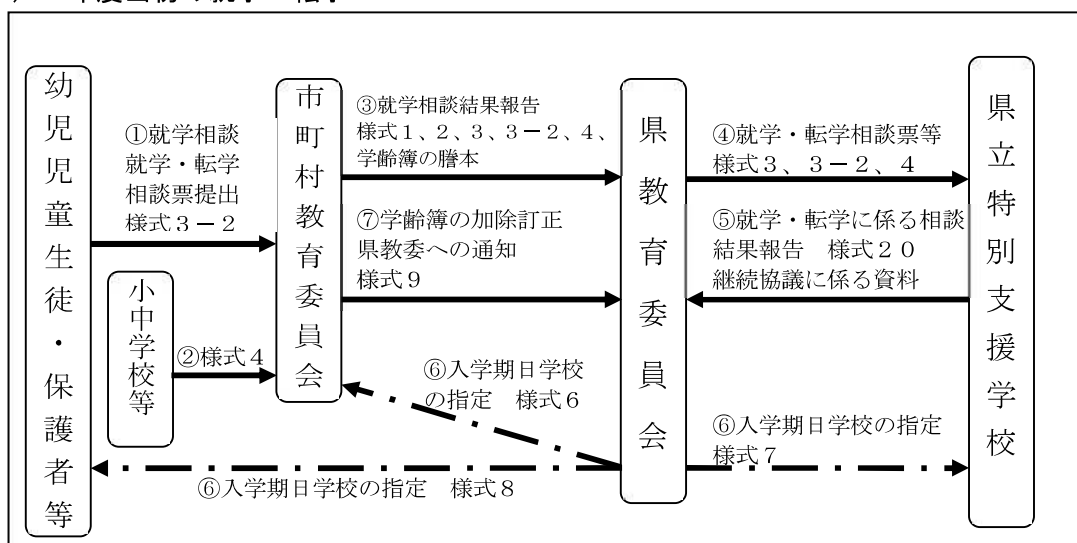 幼児児童生徒・保護者等
①就学相談
就学・転学
相談票提出
様式３－２
小中学校等
②様式４
市町村教育委員会
③就学相談結果報告
様式１、２、３、３－２、４、
学齢簿の謄本
⑦学齢簿の加除訂正
県教委への通知
様式９
⑥入学期日学校
の指定　様式６
⑥入学期日学校の指定　様式８
県教育委員会
④就学・転学相談票等
様式３、３－２、４
⑤就学・転学に係る相談
結果報告　様式２０
継続協議に係る資料
⑥入学期日学校の指定
様式７
県立特別支援学校